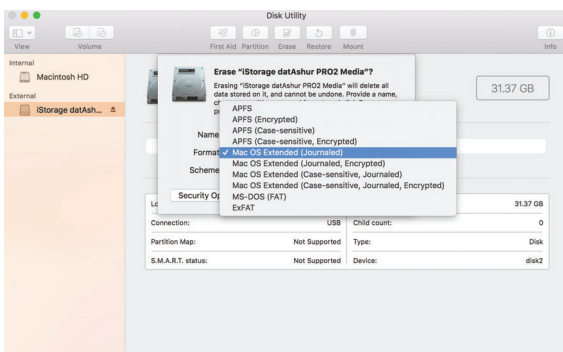 Disk Utility
View
Volume
First Aid
Partition
Erase
Restore
Mount
Info
Internal
Macintosh HD
External
iStorage datAsh...
Erase “iStorage datAshur PRO2 Media”?
Erasing “iStorage datAshur PRO2 Media” will delete all
data stored on it, and cannot be undone. Provide a name,
Name
Format
Scheme
APFS
APFS (Encrypted)
APFS (Case-sensitive)
APFS (Case-sensitive, Encrypted)
✓ Mac OS Extended (Journaled)
Mac OS Extended (Journaled, Encrypted)
Mac OS Extended (Case-sensitive, Journaled)
Mac OS Extended (Case-sensitive, Journaled, Encrypted)
MS-DOS (FAT)
ExFAT
Security Op
31.37 GB
Lo
31.37 GB
Connection:
USB
Child count:
0
Partition Map:
Not Supported
Type:
Disk
S.M.A.R.T. status:
Not Supported
Device:
disk2